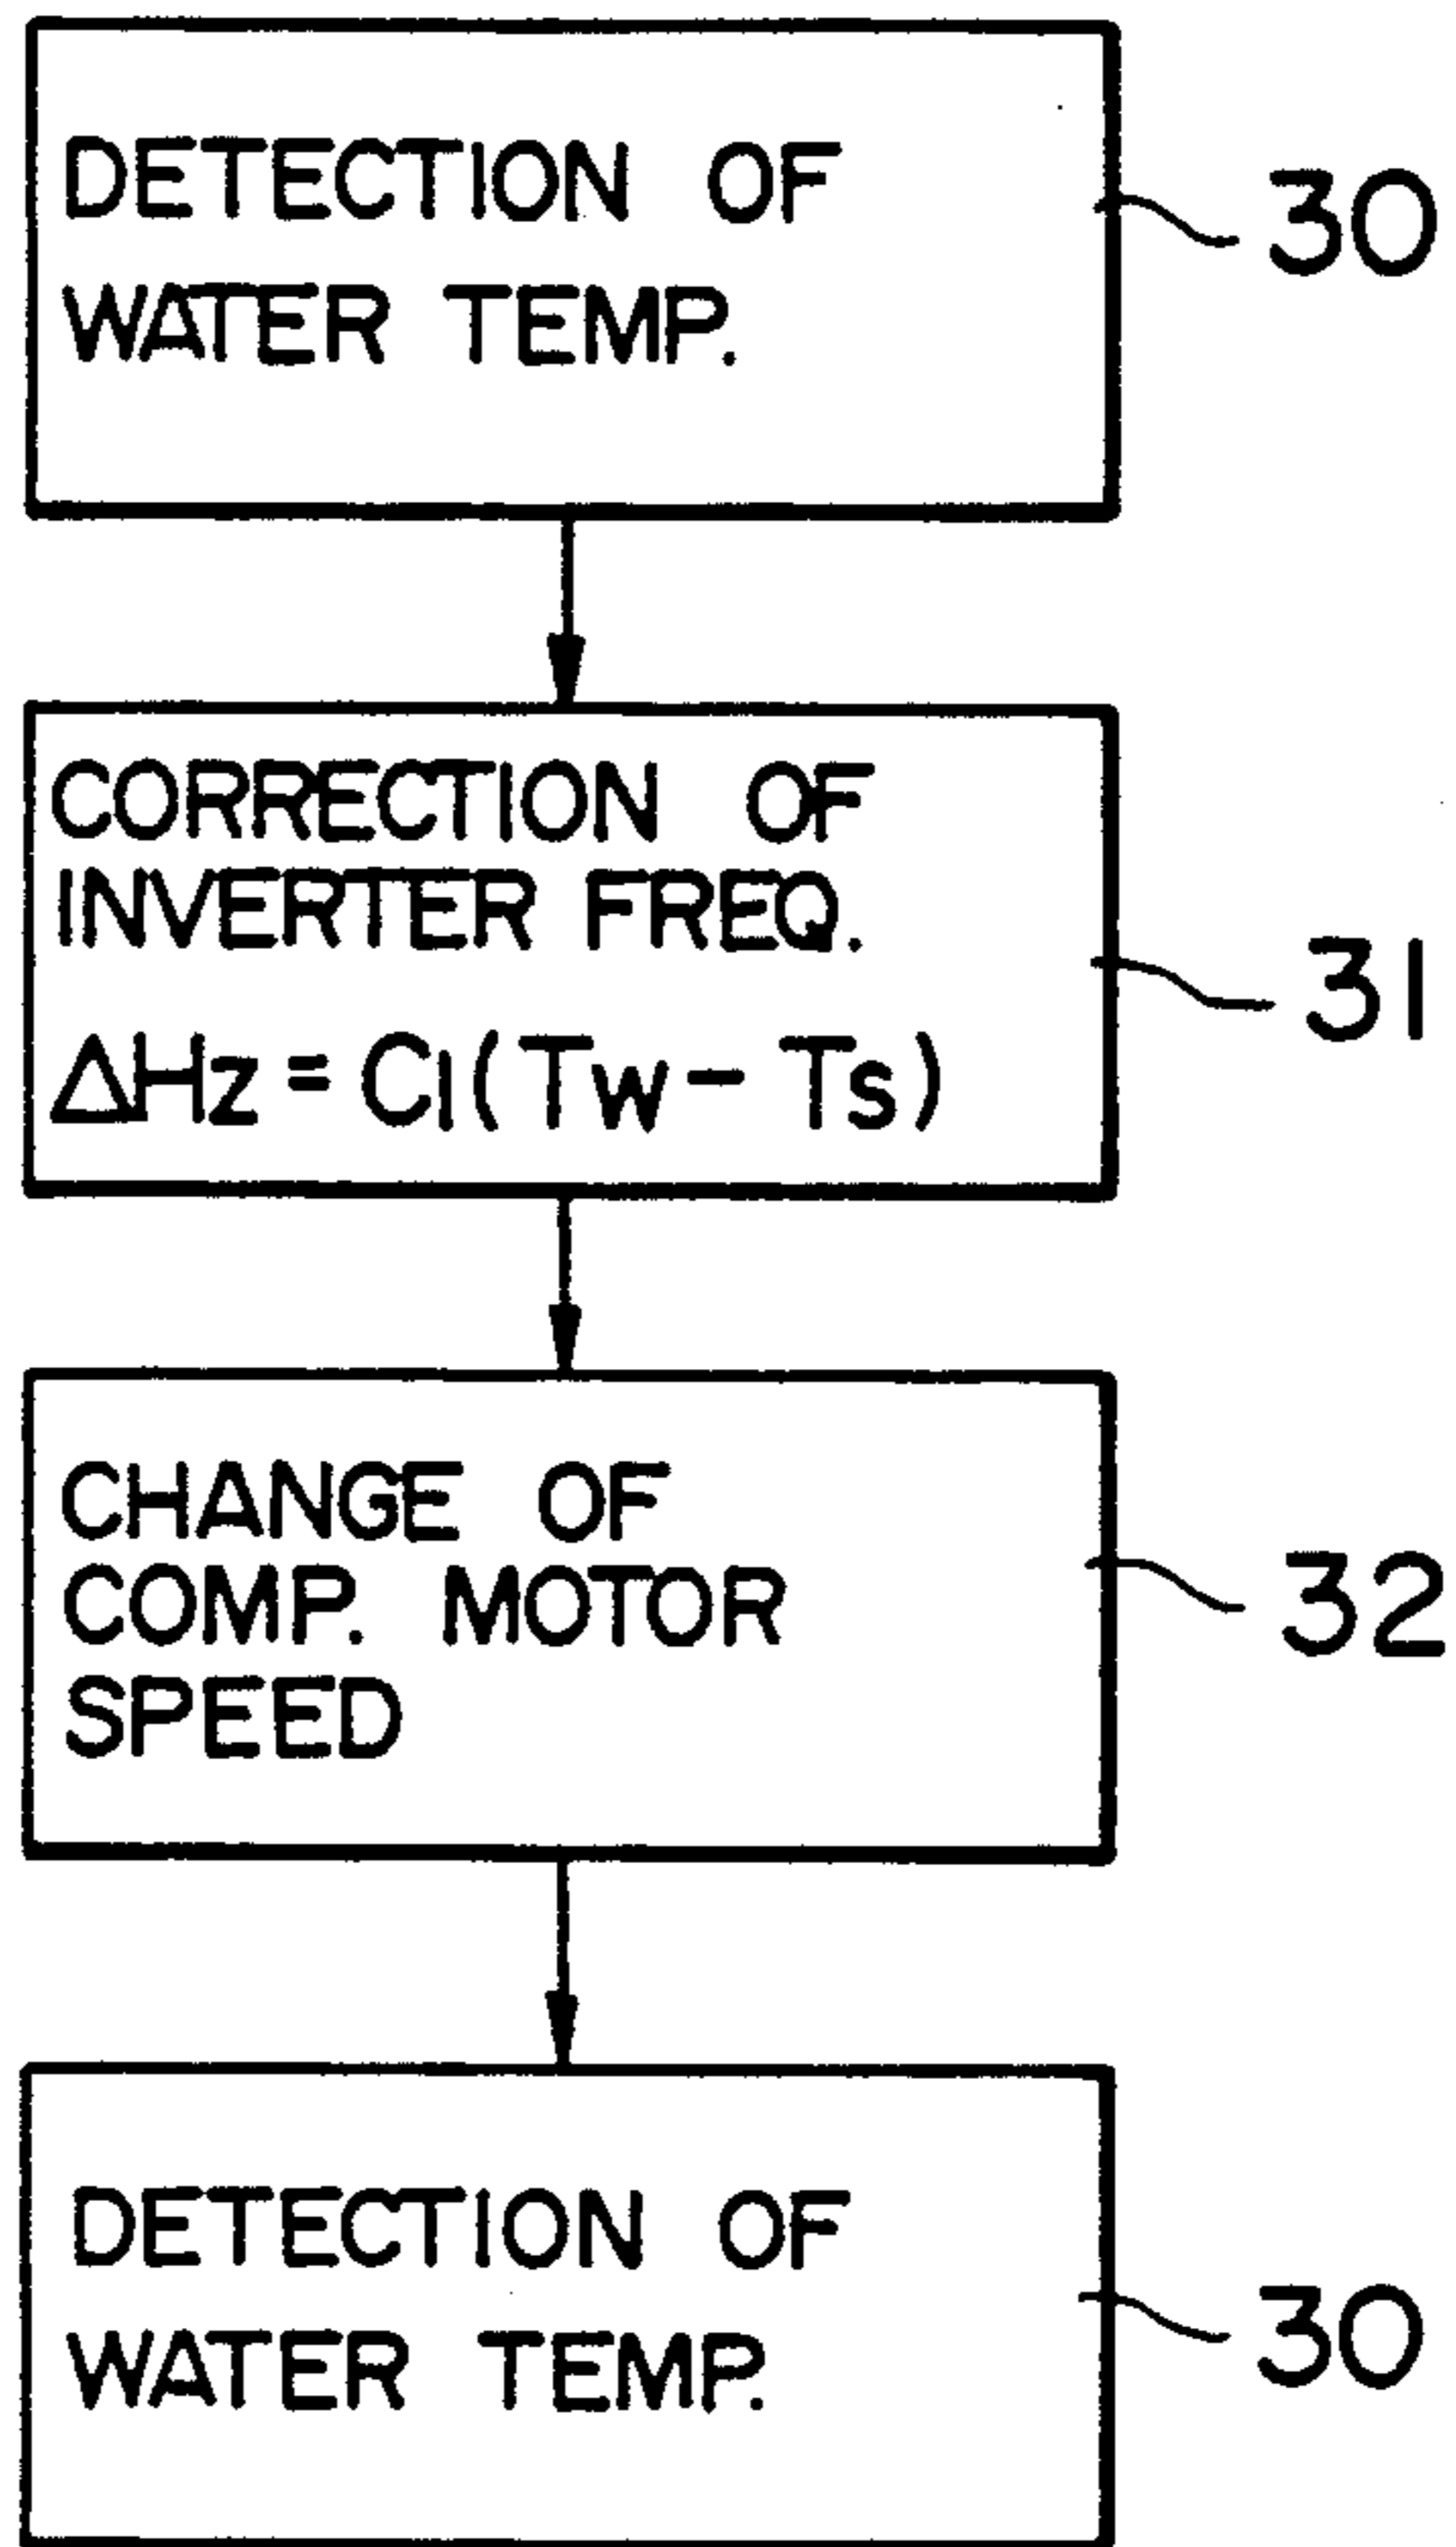 DETECTION OF
WATER TEMP.
30
CORRECTION OF
INVERTER FREQ.
ΔHz = C1(Tw - Ts)
31
CHANGE OF
COMP. MOTOR
SPEED
32
DETECTION OF
WATER TEMP.
30